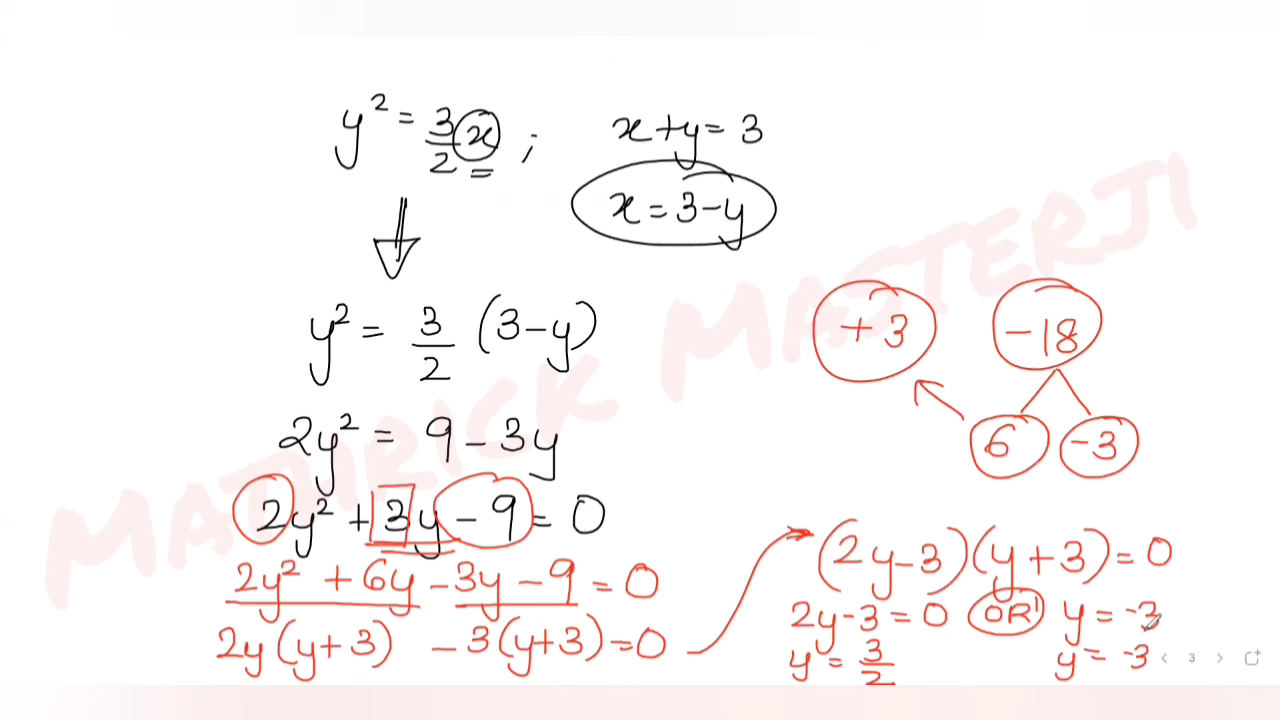 y² = 3/2 x ; x + y = 3
x = 3 - y
y² = 3/2 (3 - y)
2y² = 9 - 3y
2y² + 3y - 9 = 0
2y² + 6y - 3y - 9 = 0
2y(y + 3) - 3(y + 3) = 0
+3 -18
6 -3
(2y - 3)(y + 3) = 0
2y - 3 = 0 OR y = -3
y = 3/2 y = -3
< 3 >
MATHRICK MASTERJI